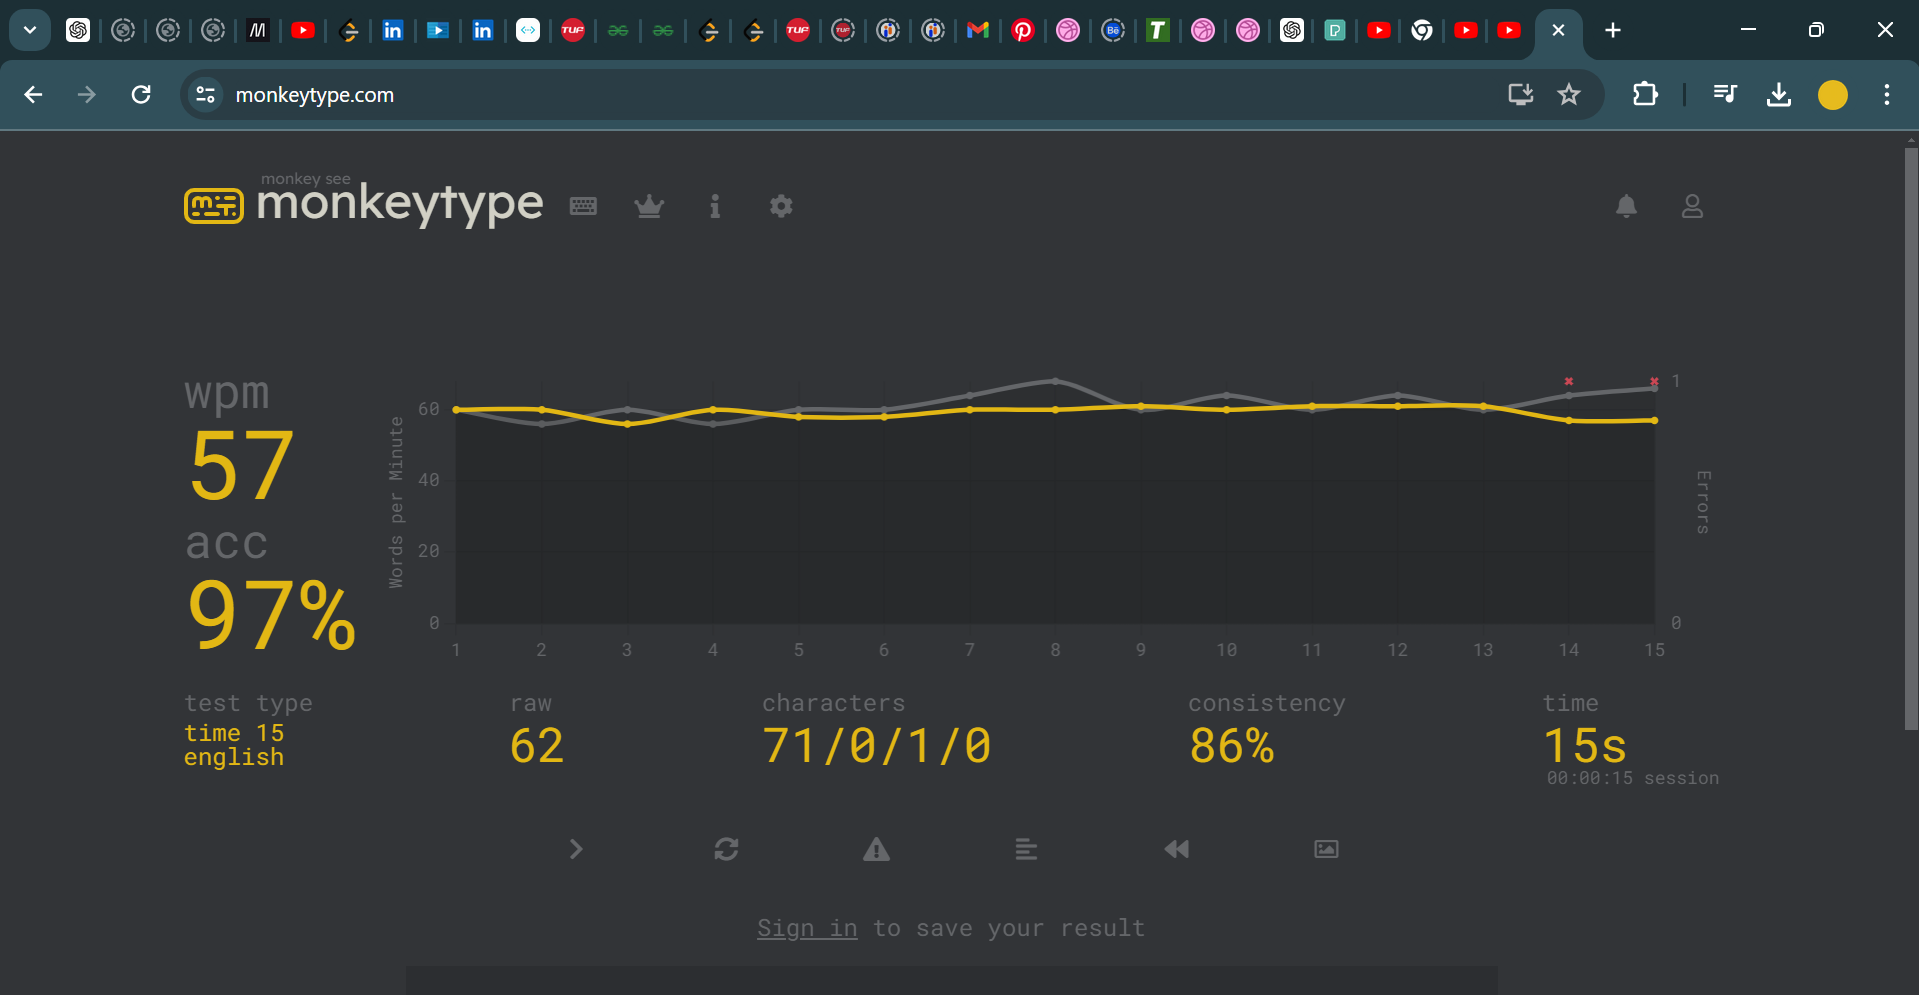 monkeytype.com
monkey see
monkeytype
wpm
57
acc
97%
Words per Minute
60
40
20
0
1 2 3 4 5 6 7 8 9 10 11 12 13 14 15
1
0
Errors
test type
time 15
english
raw
62
characters
71/0/1/0
consistency
86%
time
15s
00:00:15 session
Sign in to save your result